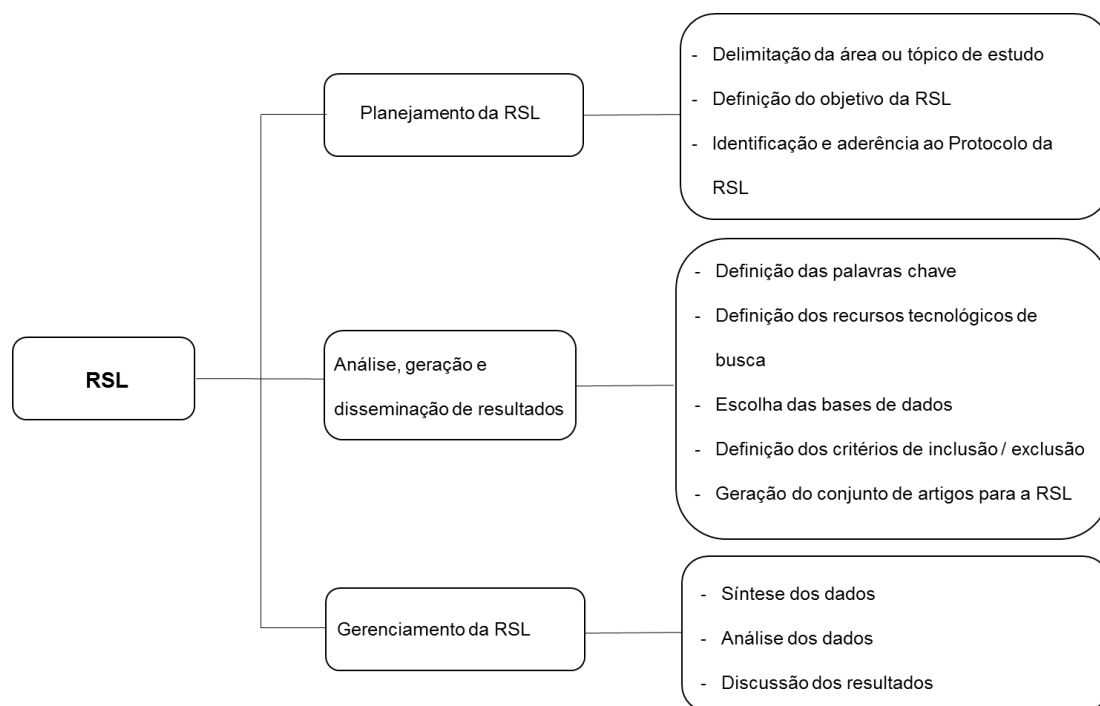 RSL
Planejamento da RSL
- Delimitação da área ou tópico de estudo
- Definição do objetivo da RSL
- Identificação e aderência ao Protocolo da
RSL
Análise, geração e
disseminação de resultados
- Definição das palavras chave
- Definição dos recursos tecnológicos de
busca
- Escolha das bases de dados
- Definição dos critérios de inclusão / exclusão
- Geração do conjunto de artigos para a RSL
Gerenciamento da RSL
- Síntese dos dados
- Análise dos dados
- Discussão dos resultados